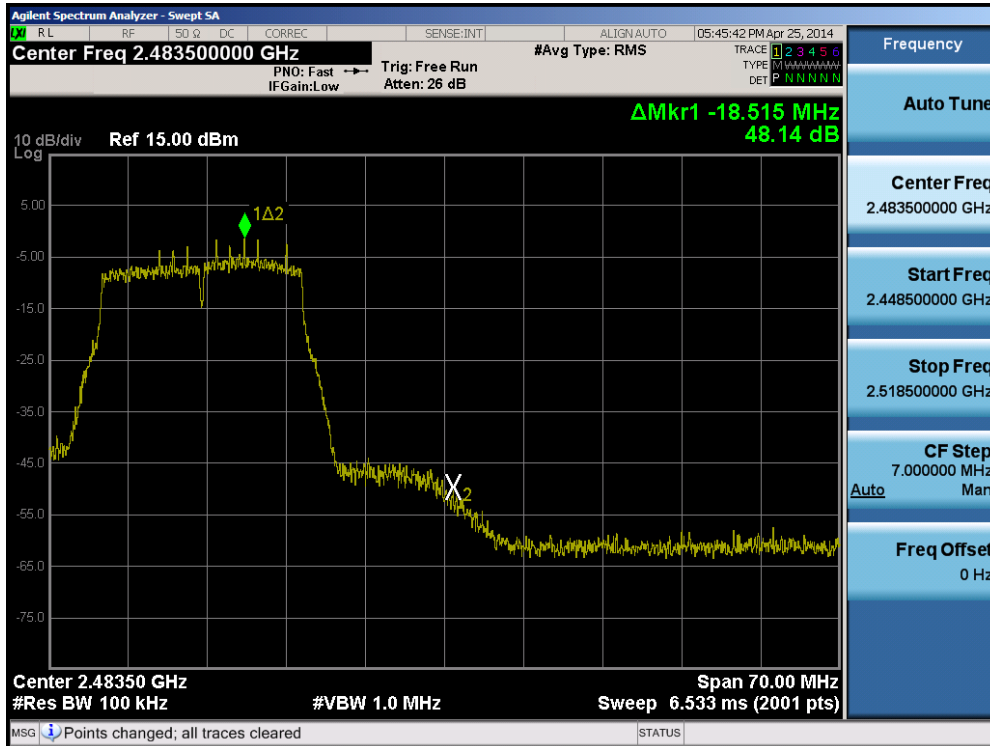 Agilent Spectrum Analyzer - Swept SA
LXI RL RF 50 Ω DC CORREC SENSE:INT ALIGNAUTO 05:45:42 PM Apr 25, 2014
Center Freq 2.483500000 GHz #Avg Type: RMS TRACE 1 2 3 4 5 6
PNO: Fast Trig: Free Run TYPE M WWWWW
IFGain:Low Atten: 26 dB DET P N N N N N
ΔMkr1 -18.515 MHz
48.14 dB
10 dB/div Ref 15.00 dBm
Log
5.00
1Δ2
-5.00
-15.0
-25.0
-35.0
-45.0
2
-55.0
-65.0
-75.0
Center 2.48350 GHz Span 70.00 MHz
#Res BW 100 kHz #VBW 1.0 MHz Sweep 6.533 ms (2001 pts)
MSG Points changed; all traces cleared STATUS
Frequency
Auto Tune
Center Freq
2.483500000 GHz
Start Freq
2.448500000 GHz
Stop Freq
2.518500000 GHz
CF Step
7.000000 MHz
Auto Man
Freq Offset
0 Hz